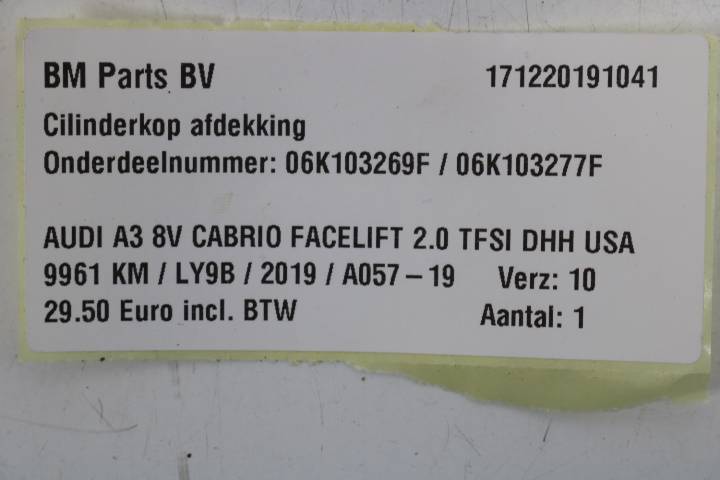 BM Parts BV 171220191041
Cilinderkop afdekking
Onderdeelnummer: 06K103269F / 06K103277F
AUDI A3 8V CABRIO FACELIFT 2.0 TFSI DHH USA
9961 KM / LY9B / 2019 / A057-19 Verz: 10
29.50 Euro incl. BTW Aantal: 1